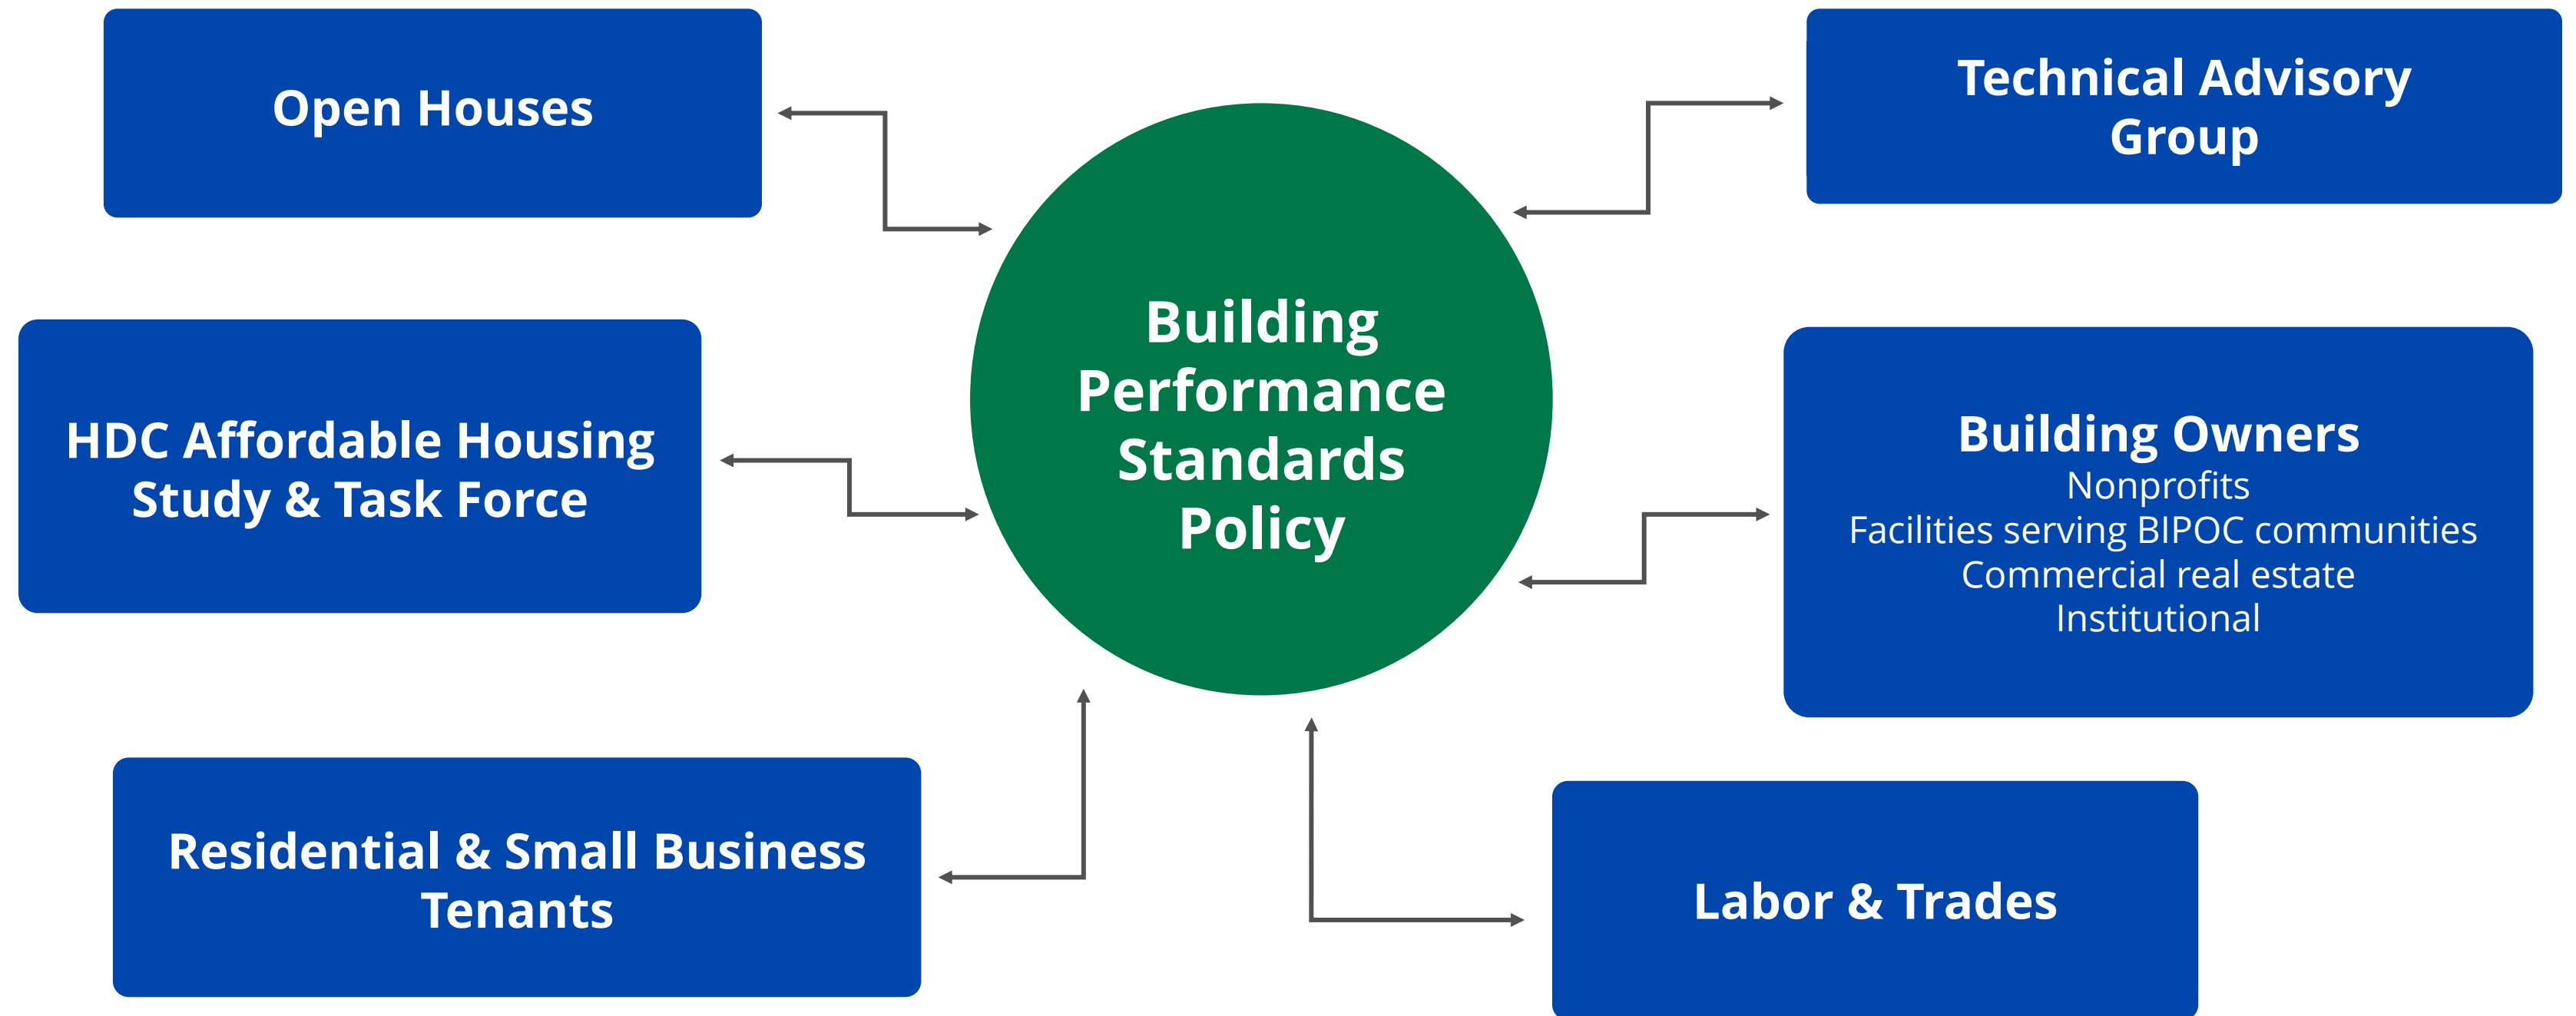 Open Houses
Technical Advisory
Group
Building
Performance
Standards
Policy
HDC Affordable Housing
Study & Task Force
Building Owners
Nonprofits
Facilities serving BIPOC communities
Commercial real estate
Institutional
Residential & Small Business
Tenants
Labor & Trades